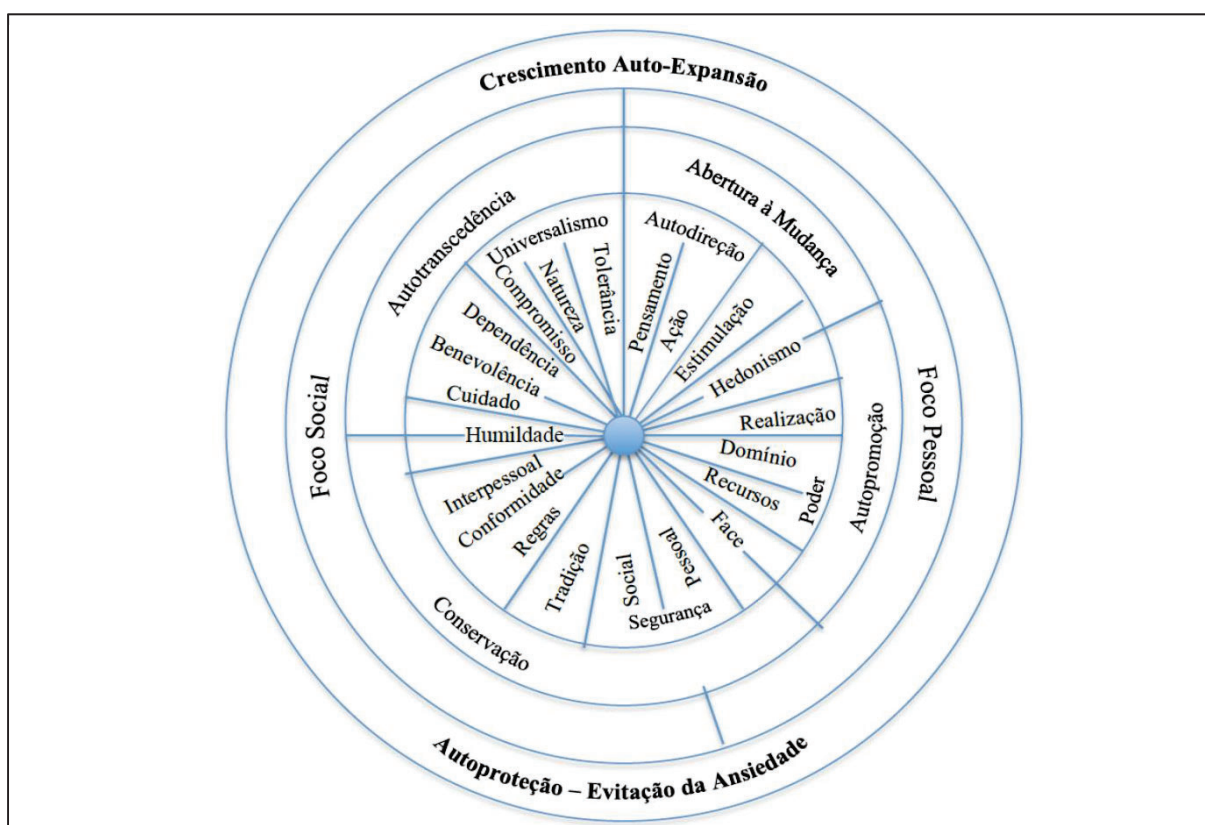 Crescimento Auto-Expansão
Abertura à Mudança
Autotranscedência
Universalismo
Autodireção
Tolerância
Natureza
Compromisso
Pensamento
Ação
Dependência
Estimulação
Benevolência
Hedonismo
Cuidado
Realização
Foco Social
Foco Pessoal
Humildade
Domínio
Interpessoal
Recursos
Poder
Autopromoção
Conformidade
Face
Regras
Pessoal
Tradição
Social
Segurança
Conservação
Autoproteção – Evitação da Ansiedade